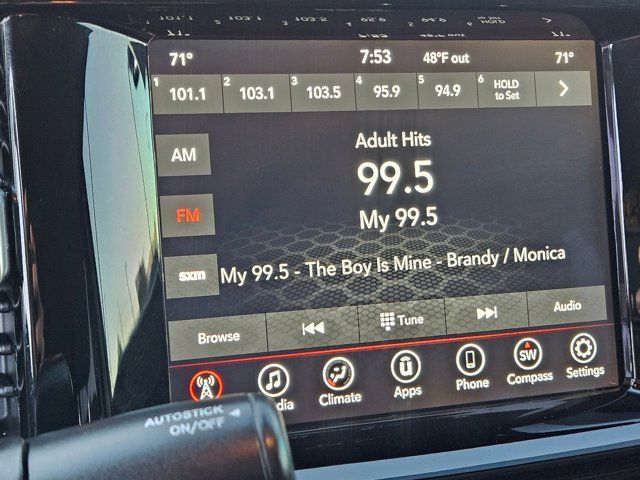 71° 7:53 48°F out 71°
1 101.1 2 103.1 3 103.5 4 95.9 5 94.9 6 HOLD to Set >
Adult Hits
AM
99.5
FM
My 99.5
sxm
My 99.5 - The Boy Is Mine - Brandy / Monica
Browse Tune Audio
Climate Apps Phone SW Compass Settings
AUTOSTICK
ON/OFF